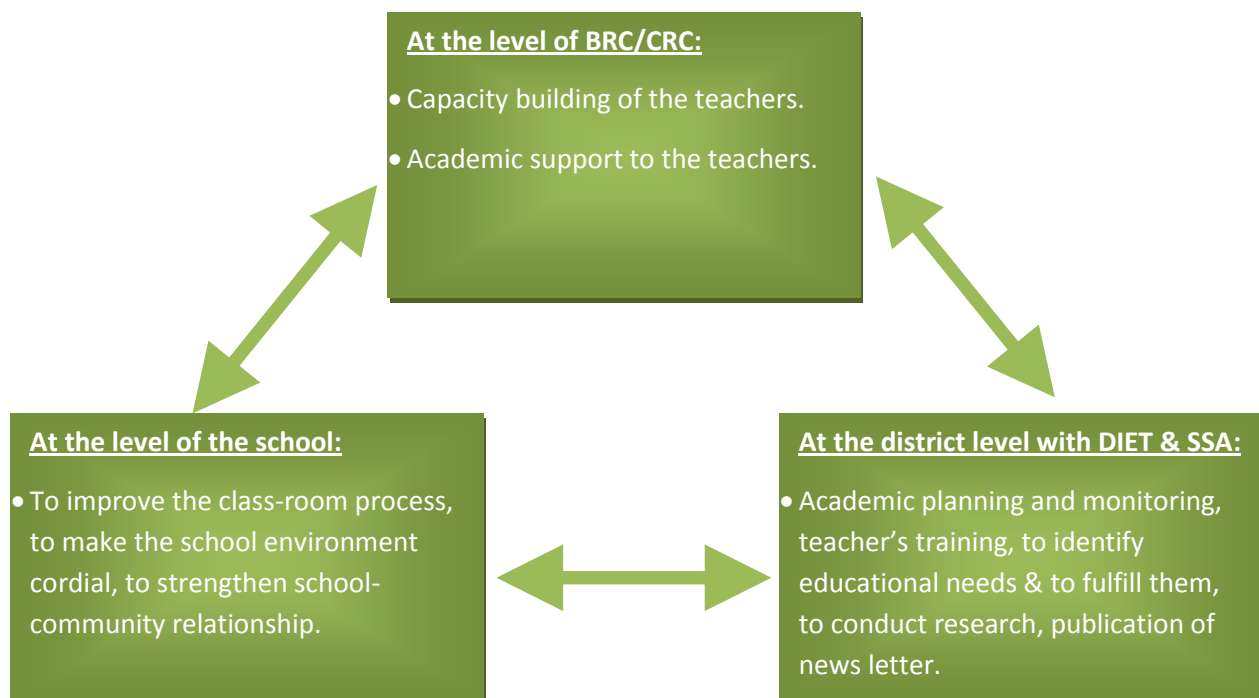 At the level of BRC/CRC:
• Capacity building of the teachers.
• Academic support to the teachers.
At the level of the school:
• To improve the class-room process,
to make the school environment
cordial, to strengthen school-
community relationship.
At the district level with DIET & SSA:
• Academic planning and monitoring,
teacher’s training, to identify
educational needs & to fulfill them,
to conduct research, publication of
news letter.